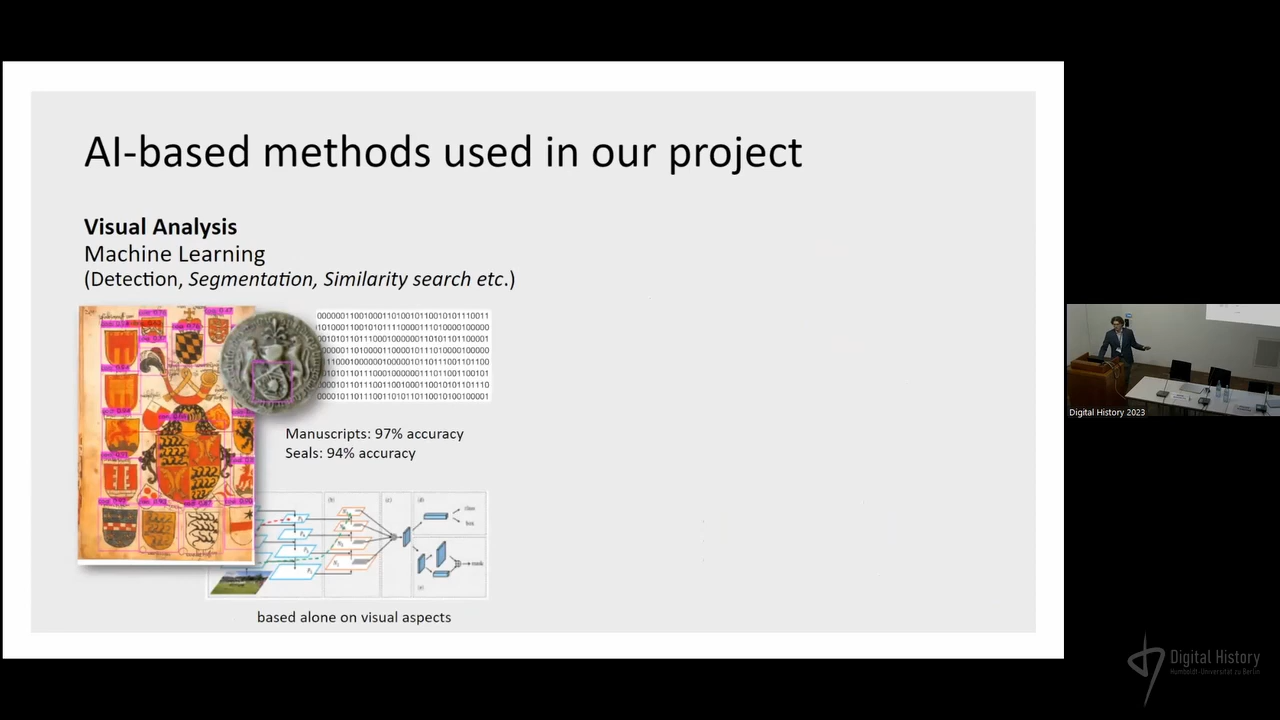 AI-based methods used in our project
Visual Analysis
Machine Learning
(Detection, Segmentation, Similarity search etc.)
Manuscripts: 97% accuracy
Seals: 94% accuracy
based alone on visual aspects
Digital History 2023
Digital History
Humboldt-Universität zu Berlin